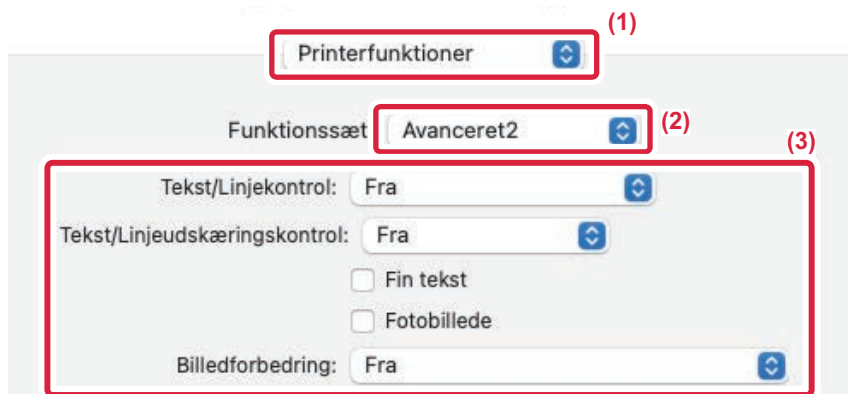 (1)
Printerfunktioner
Funktionssæt Avanceret2 (2)
(3)
Tekst/Linjekontrol: Fra
Tekst/Linjeudskæringskontrol: Fra
Fin tekst
Fotobillede
Billedforbedring: Fra